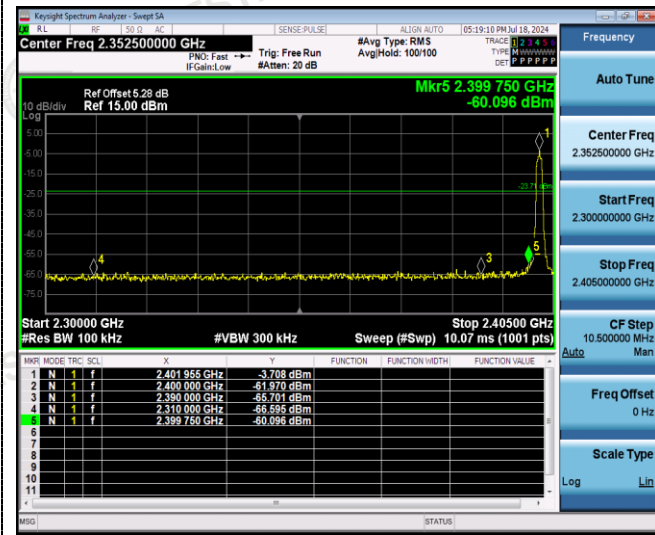 Keysight Spectrum Analyzer - Swept SA
RL RF 50 Ω AC SENSE:PULSE ALIGN AUTO 05:19:10 PM Jul 18, 2024
Center Freq 2.352500000 GHz
PNO: Fast
IFGain:Low
Trig: Free Run
#Atten: 20 dB
#Avg Type: RMS
Avg|Hold: 100/100
TRACE 1 2 3 4 5 6
TYPE M
DET P P P P P P
Ref Offset 5.28 dB
Ref 15.00 dBm
10 dB/div
Log
Mkr5 2.399 750 GHz
-60.096 dBm
5.00
-5.00
-15.0
-25.0
-35.0
-45.0
-55.0
-65.0
-75.0
-23.71 dBm
1
4
3
5
Start 2.30000 GHz Stop 2.40500 GHz
#Res BW 100 kHz #VBW 300 kHz Sweep (#Swp) 10.07 ms (1001 pts)
MKR MODE TRC SCL X Y FUNCTION FUNCTION WIDTH FUNCTION VALUE
1 N 1 f 2.401 955 GHz -3.708 dBm
2 N 1 f 2.400 000 GHz -61.970 dBm
3 N 1 f 2.390 000 GHz -65.701 dBm
4 N 1 f 2.310 000 GHz -66.595 dBm
5 N 1 f 2.399 750 GHz -60.096 dBm
6
7
8
9
10
11
MSG STATUS
Frequency
Auto Tune
Center Freq
2.352500000 GHz
Start Freq
2.300000000 GHz
Stop Freq
2.405000000 GHz
CF Step
10.500000 MHz
Auto Man
Freq Offset
0 Hz
Scale Type
Log Lin